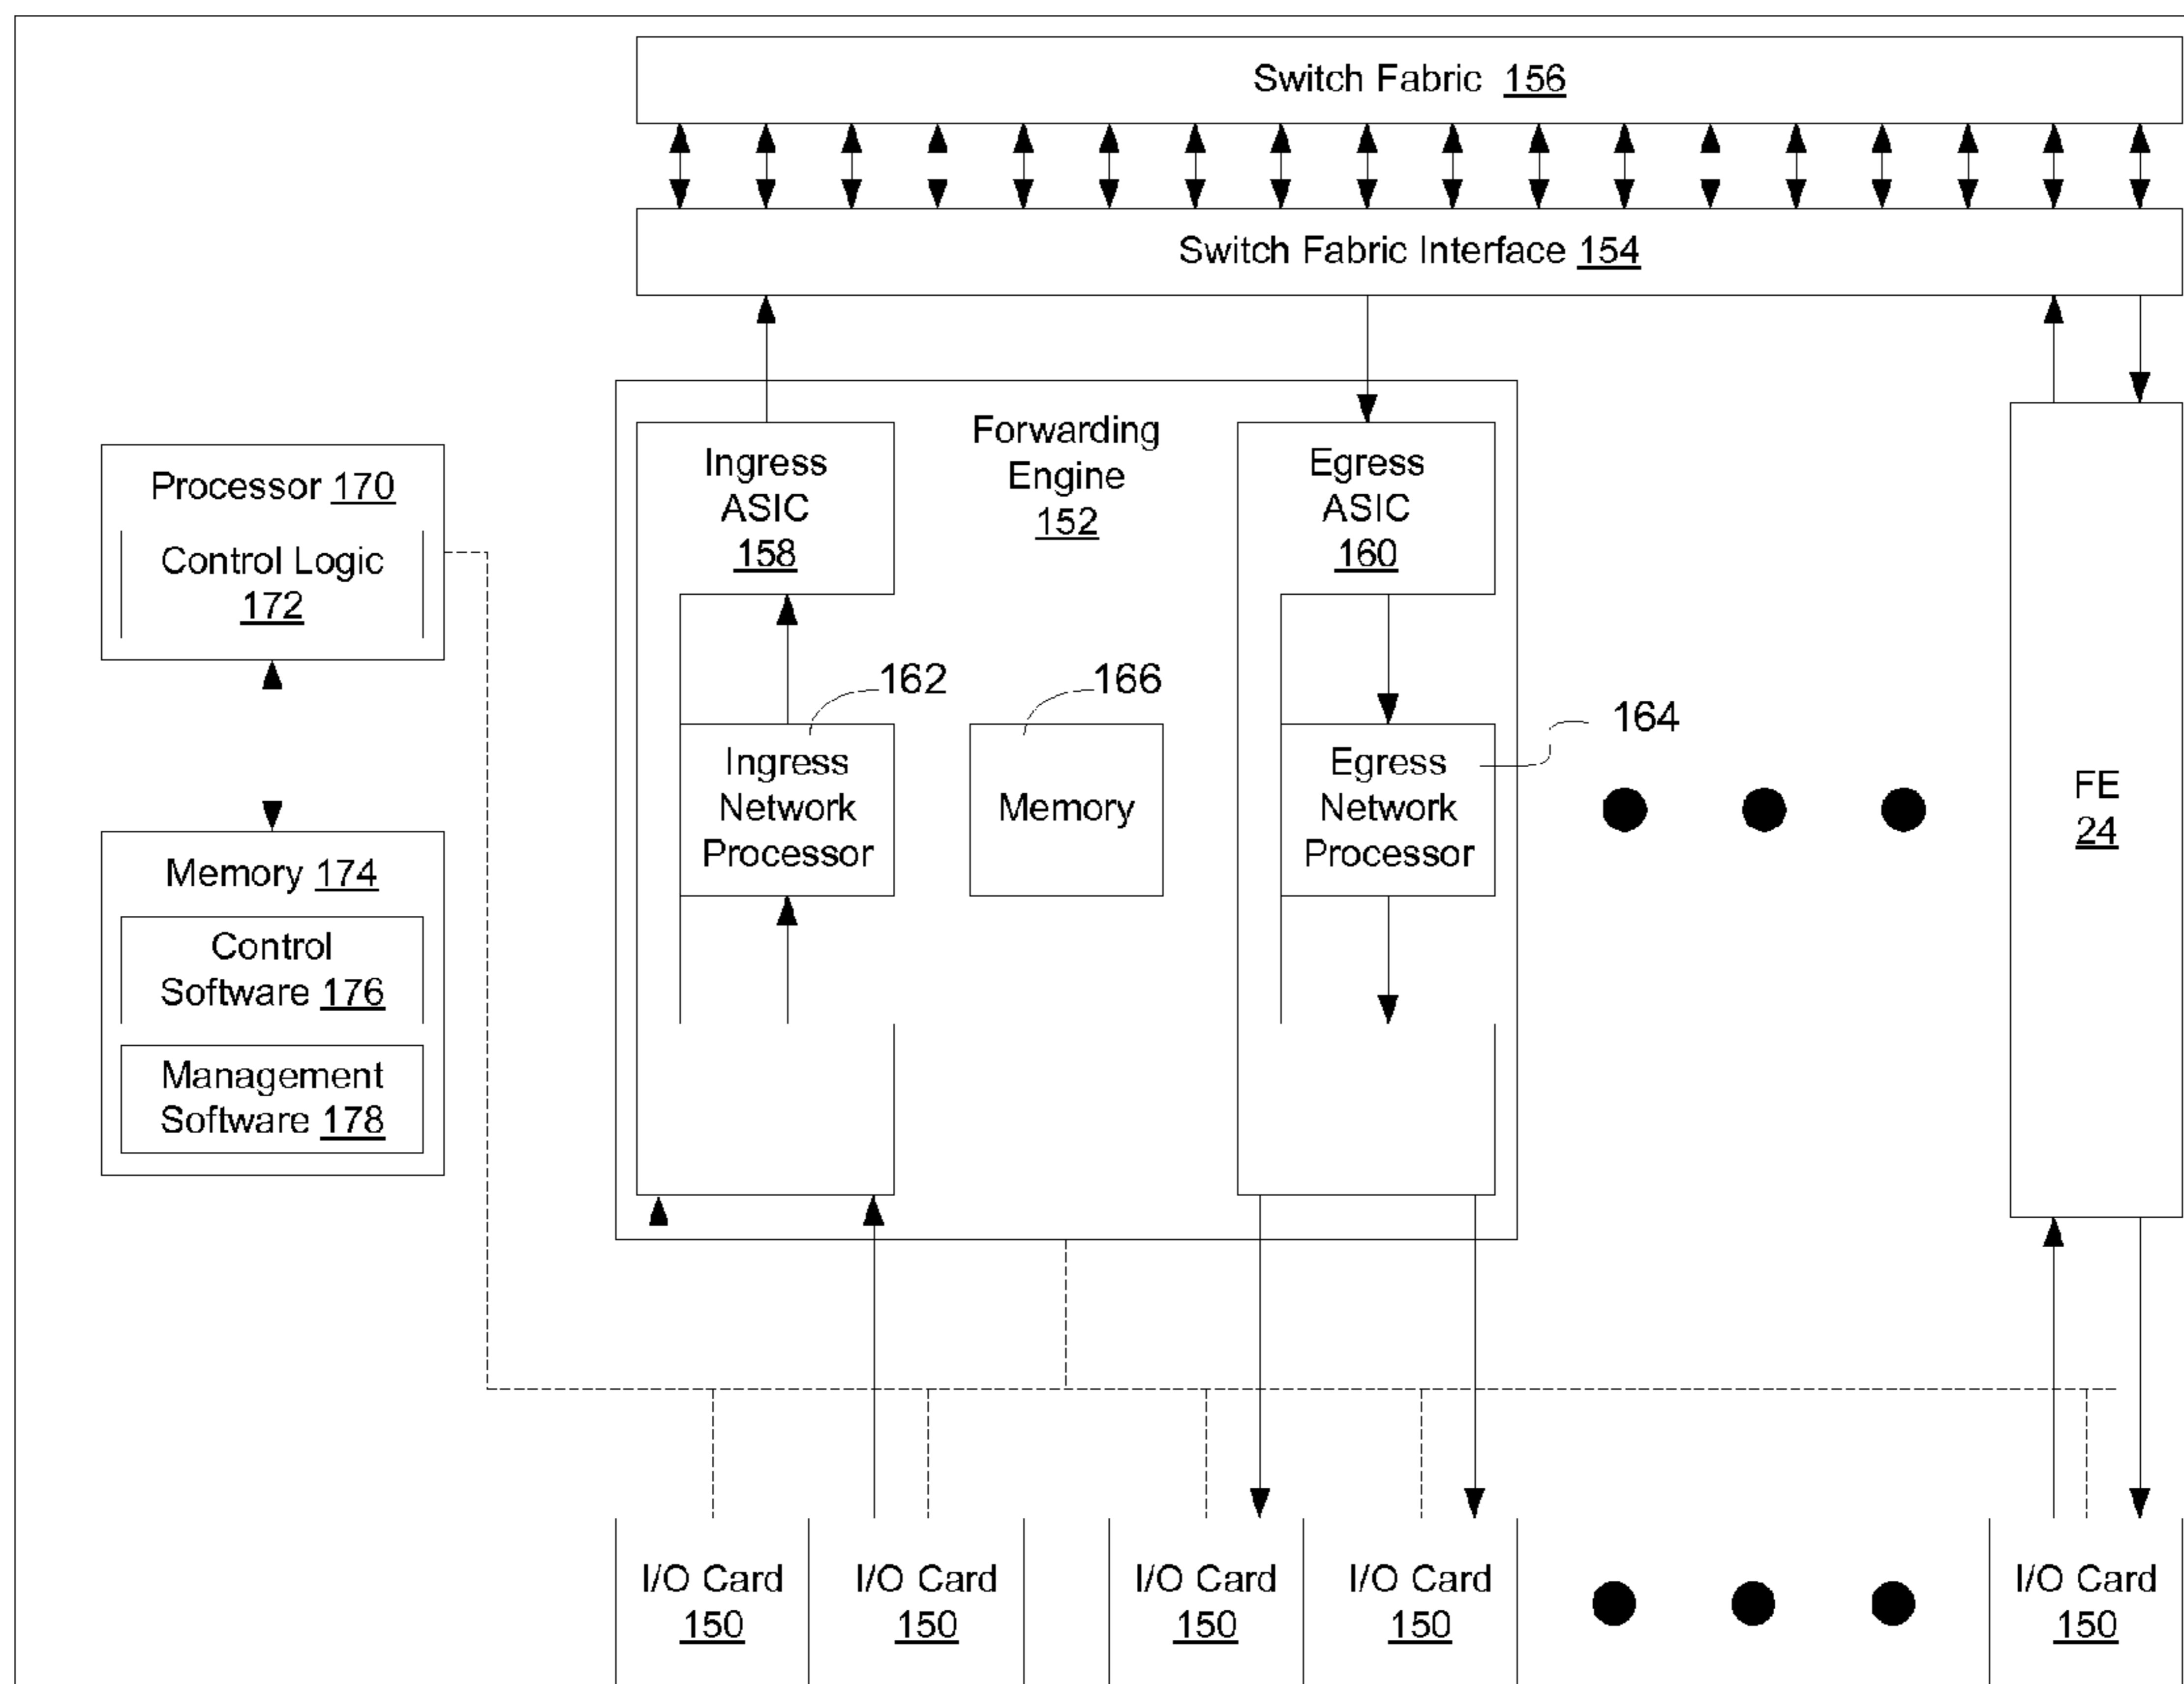 Switch Fabric 156
Switch Fabric Interface 154
Forwarding
Engine
152
Ingress
ASIC
158
Egress
ASIC
160
Processor 170
Control Logic
172
162
166
164
Ingress
Network
Processor
Memory
Egress
Network
Processor
FE
24
Memory 174
Control
Software 176
Management
Software 178
I/O Card
150
I/O Card
150
I/O Card
150
I/O Card
150
I/O Card
150